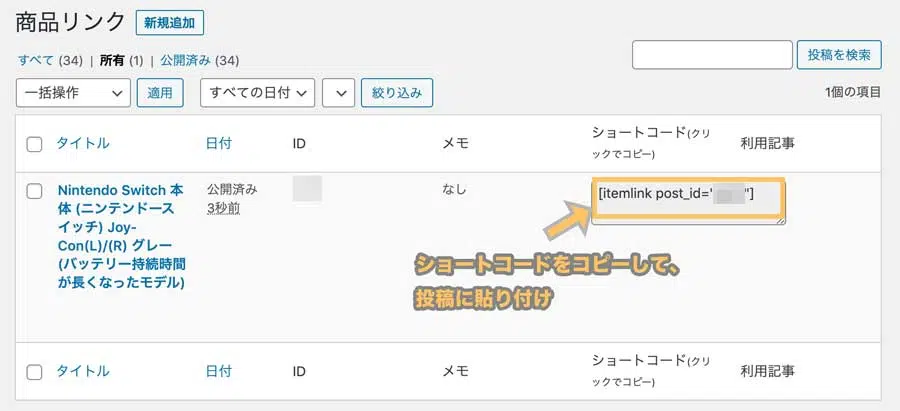 商品リンク 新規追加
すべて (34) | 所有 (1) | 公開済み (34)
投稿を検索
一括操作 適用 すべての日付 絞り込み
1個の項目
タイトル 日付 ID メモ ショートコード(クリ
ックでコピー) 利用記事
Nintendo Switch 本
体 (ニンテンドース
イッチ) Joy-
Con(L)/(R) グレー
(バッテリー持続時間
が長くなったモデル)
公開済み
3秒前
なし
[itemlink post_id=" "]
ショートコードをコピーして、
投稿に貼り付け
タイトル 日付 ID メモ ショートコード(クリ
ックでコピー) 利用記事